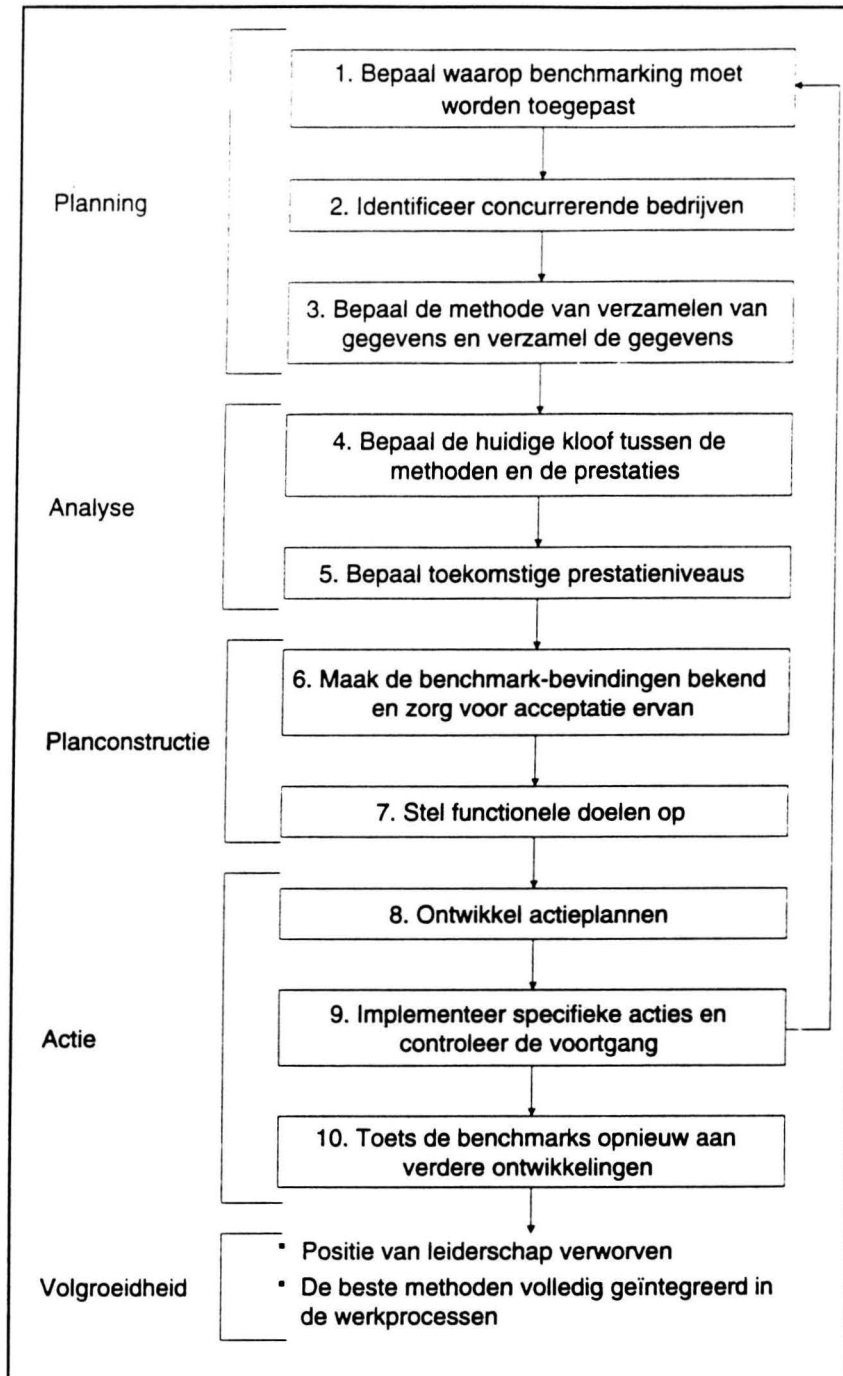 1. Bepaal waarop benchmarking moet
worden toegepast
Planning
2. Identificeer concurrerende bedrijven
3. Bepaal de methode van verzamelen van
gegevens en verzamel de gegevens
4. Bepaal de huidige kloof tussen de
methoden en de prestaties
Analyse
5. Bepaal toekomstige prestatieniveaus
6. Maak de benchmark-bevindingen bekend
en zorg voor acceptatie ervan
Planconstructie
7. Stel functionele doelen op
8. Ontwikkel actieplannen
9. Implementeer specifieke acties en
controleer de voortgang
Actie
10. Toets de benchmarks opnieuw aan
verdere ontwikkelingen
▪ Positie van leiderschap verworven
Volgroeidheid
▪ De beste methoden volledig geïntegreerd in
de werkprocessen